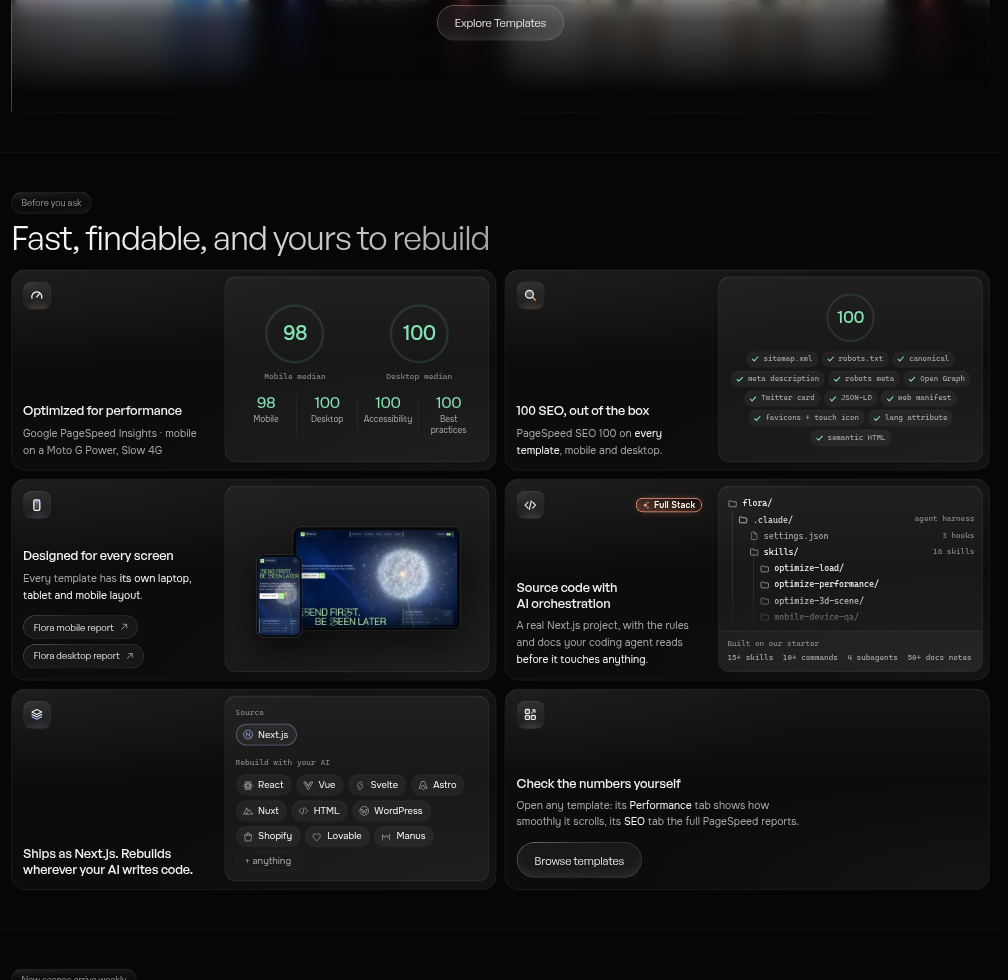 Explore Templates
Before you ask
Fast, findable, and yours to rebuild
98
100
Mobile median
Desktop median
98
100
100
100
Mobile
Desktop
Accessibility
Best
practices
Optimized for performance
Google PageSpeed Insights · mobile
on a Moto G Power, Slow 4G
100
sitemap.xml
robots.txt
canonical
meta description
robots meta
Open Graph
Twitter card
JSON-LD
web manifest
favicons + touch icon
lang attribute
semantic HTML
100 SEO, out of the box
PageSpeed SEO 100 on every
template, mobile and desktop.
Designed for every screen
Every template has its own laptop,
tablet and mobile layout.
Flora mobile report
Flora desktop report
SEND FIRST.
BE SEEN LATER
SEND FIRST.
BE SEEN LATER
Full Stack
Source code with
AI orchestration
A real Next.js project, with the rules
and docs your coding agent reads
before it touches anything.
flora/
.claude/
agent harness
settings.json
3 hooks
skills/
16 skills
optimize-load/
optimize-performance/
optimize-3d-scene/
mobile-device-qa/
Built on our starter
15+ skills 10+ commands 4 subagents 50+ docs notes
Ships as Next.js. Rebuilds
wherever your AI writes code.
Source
Next.js
Rebuild with your AI
React
Vue
Svelte
Astro
Nuxt
HTML
WordPress
Shopify
Lovable
Manus
+ anything
Check the numbers yourself
Open any template: its Performance tab shows how
smoothly it scrolls, its SEO tab the full PageSpeed reports.
Browse templates
New scenes arrive weekly